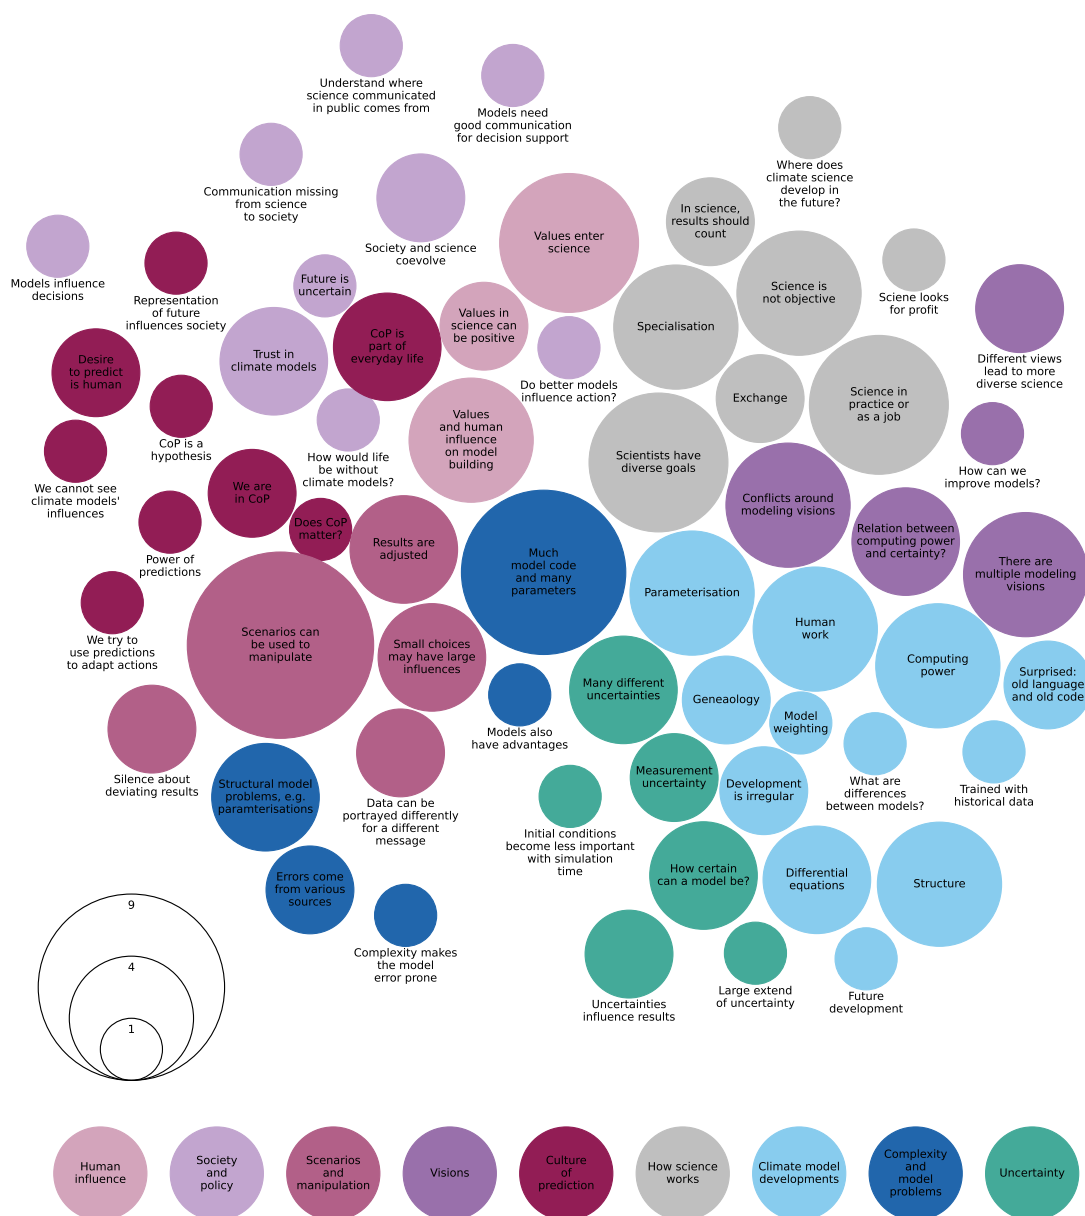 Understand where
science communicated
in public comes from
Models need
good communication
for decision support
Where does
climate science
develop in
the future?
Communication missing
from science
to society
Society and science
coevolve
Values enter
science
In science,
results should
count
Science is
not objective
Sciene looks
for profit
Models influence
decisions
Representation
of future
influences society
Future is
uncertain
Trust in
climate models
CoP is
part of
everyday life
Values in
science can
be positive
Do better models
influence action?
Specialisation
Different views
lead to more
diverse science
Desire
to predict
is human
CoP is a
hypothesis
How would life
be without
climate models?
Values
and human
influence
on model
building
Exchange
Science in
practice or
as a job
How can we
improve models?
We cannot see
climate models'
influences
We are
in CoP
Does CoP
matter?
Results are
adjusted
Scientists have
diverse goals
Conflicts around
modeling visions
Relation between
computing power
and certainty?
There are
multiple modeling
visions
Power of
predictions
Much
model code
and many
parameters
Parameterisation
Human
work
Computing
power
Surprised:
old language
and old code
We try to
use predictions
to adapt actions
Scenarios can
be used to
manipulate
Small choices
may have large
influences
Many different
uncertainties
Geneaology
Model
weighting
Models also
have advantages
Silence about
deviating results
Data can be
portrayed differently
for a different
message
Measurement
uncertainty
Development
is irregular
What are
differences
between models?
Trained with
historical data
Structural model
problems, e.g.
paramterisations
Initial conditions
become less important
with simulation
time
Errors come
from various
sources
Complexity makes
the model
error prone
How certain
can a model be?
Differential
equations
Structure
Uncertainties
influence results
Large extend
of uncertainty
Future
development
9
4
1
Human
influence
Society
and
policy
Scenarios
and
manipulation
Visions
Culture
of
prediction
How science
works
Climate model
developments
Complexity
and
model
problems
Uncertainty